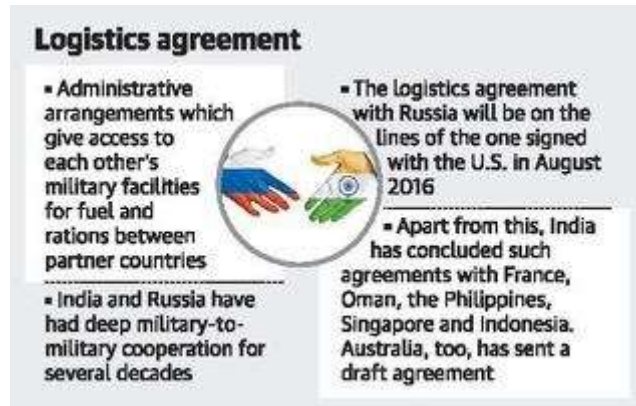 Logistics agreement
▪ Administrative
arrangements which
give access to
each other's
military facilities
for fuel and
rations between
partner countries
▪ India and Russia have
had deep military-to-
military cooperation for
several decades
▪ The logistics agreement
with Russia will be on the
lines of the one signed
with the U.S. in August
2016
▪ Apart from this, India
has concluded such
agreements with France,
Oman, the Philippines,
Singapore and Indonesia.
Australia, too, has sent a
draft agreement